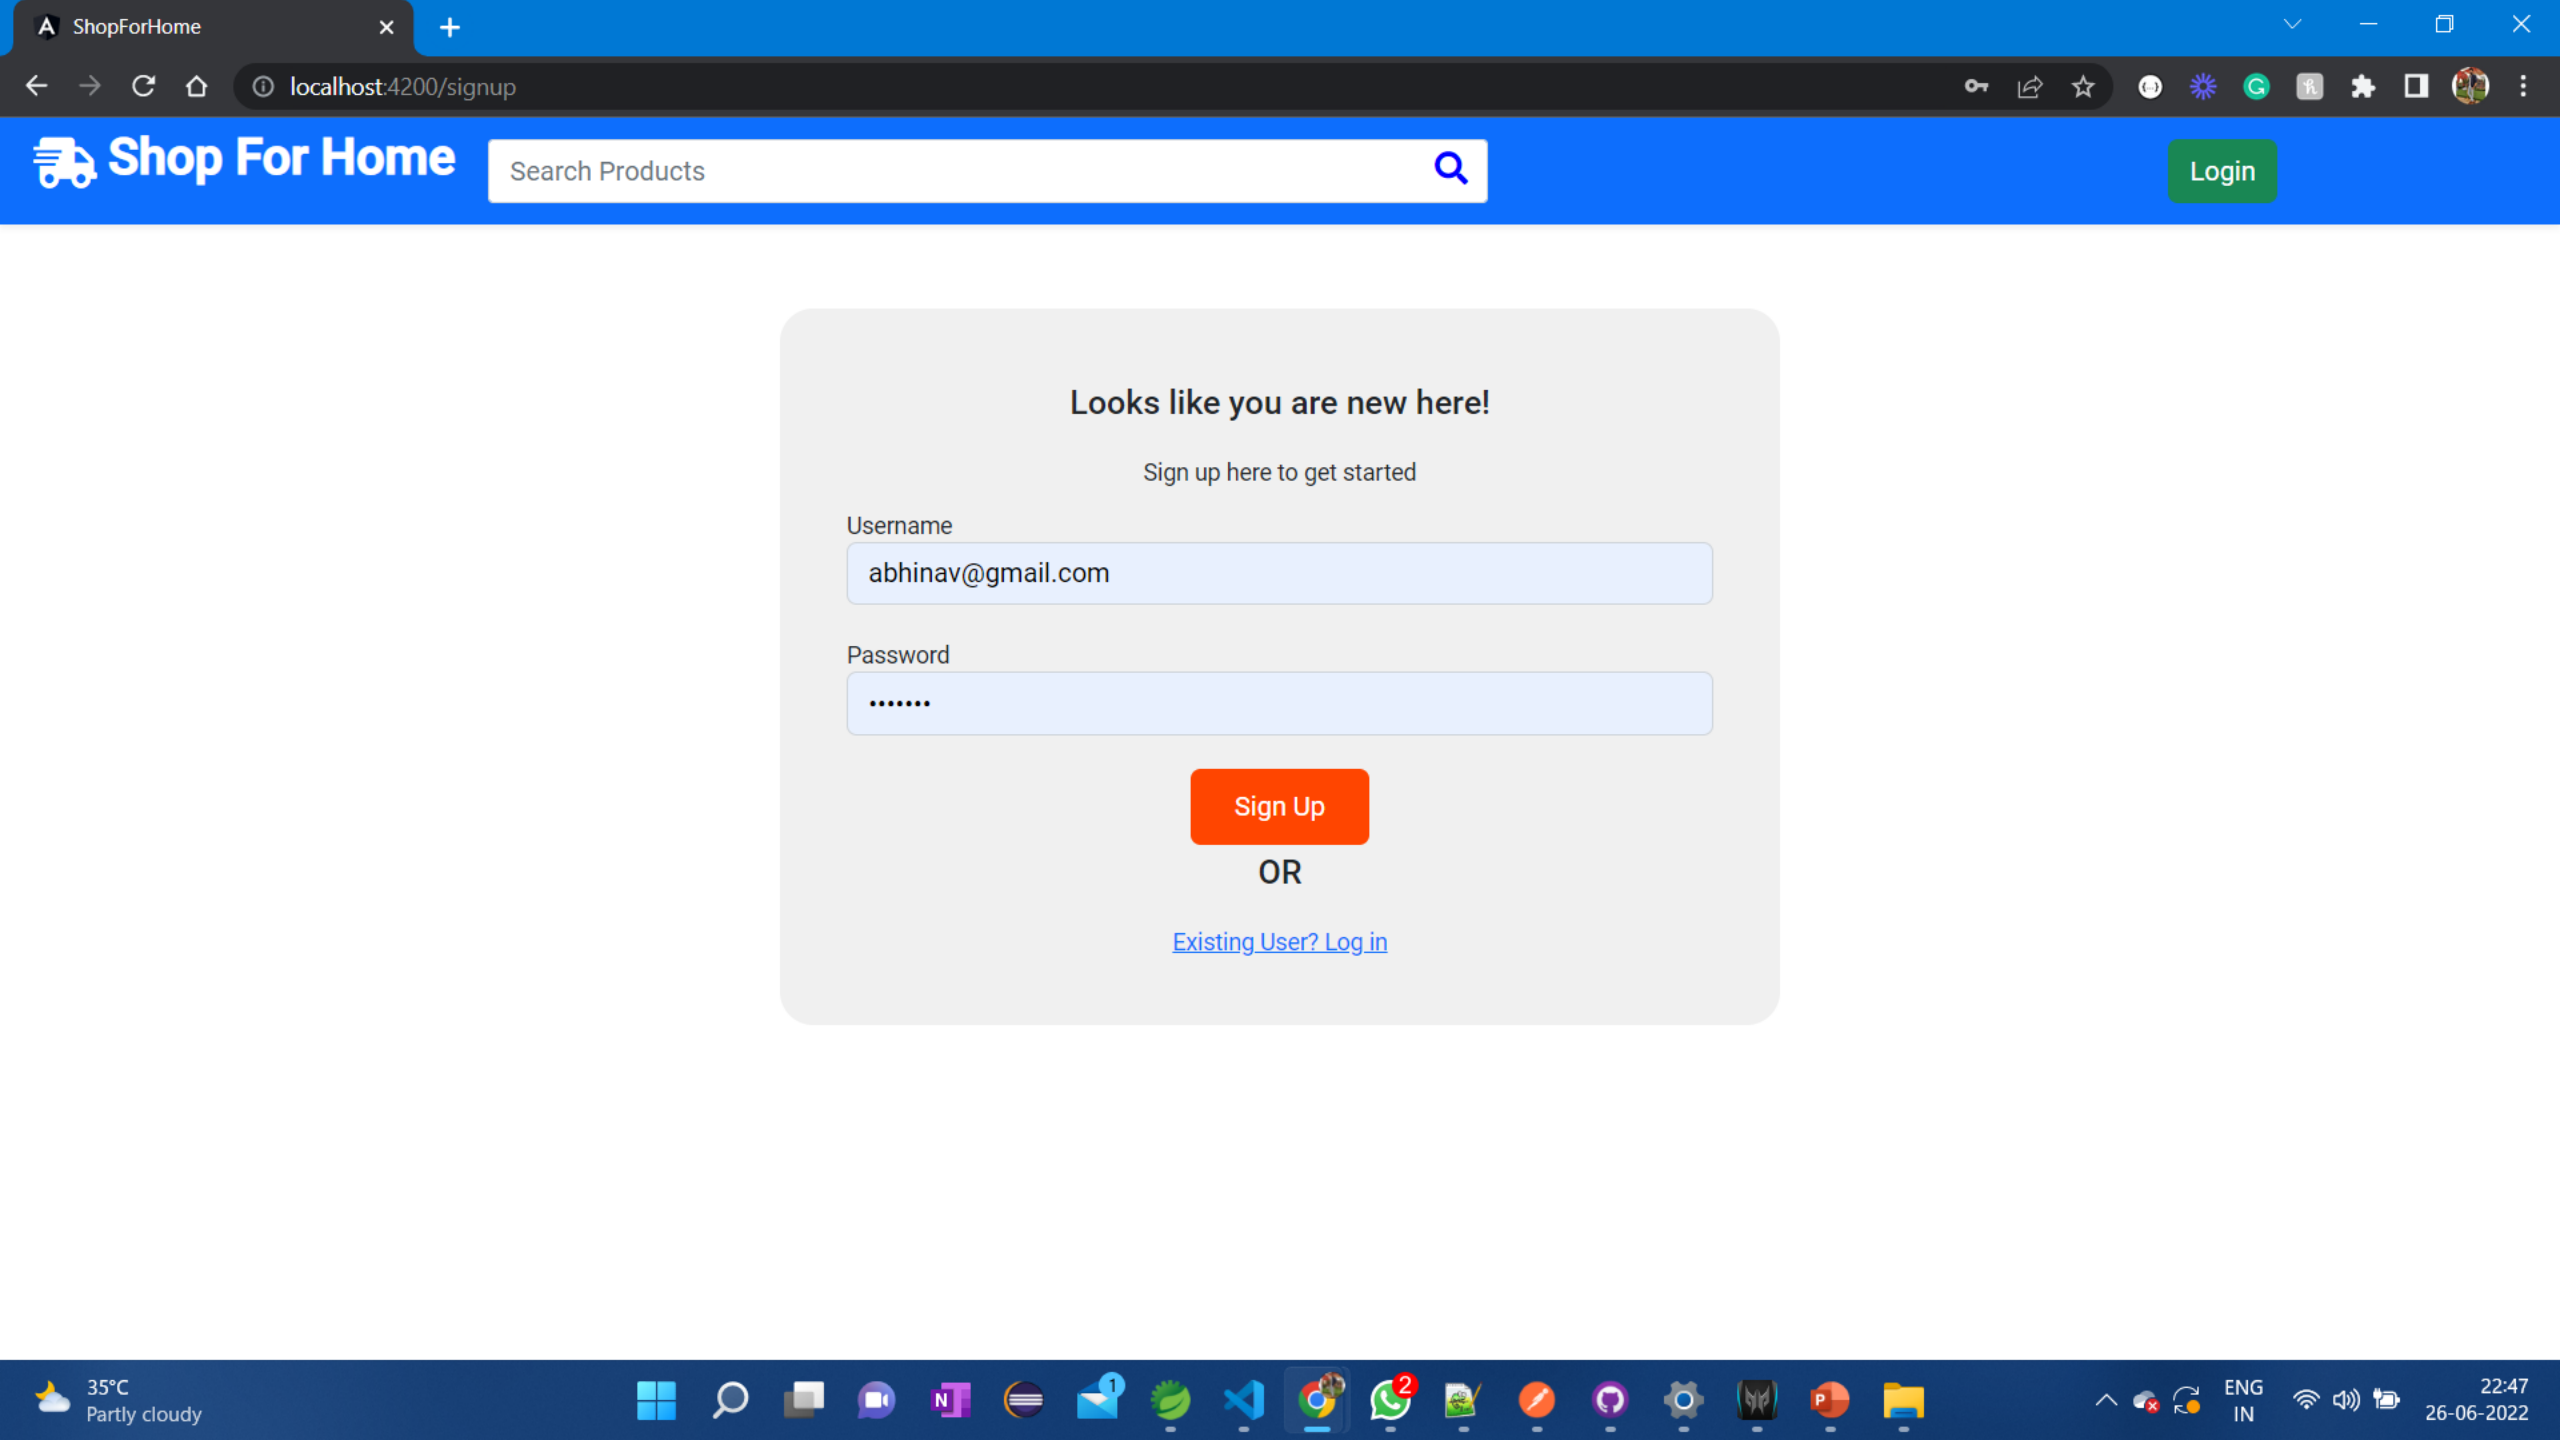 ShopForHome
localhost:4200/signup
Shop For Home
Search Products
Login
Looks like you are new here!
Sign up here to get started
Username
abhinav@gmail.com
Password
•••••••
Sign Up
OR
Existing User? Log in
35°C
Partly cloudy
1
2
ENG
IN
22:47
26-06-2022